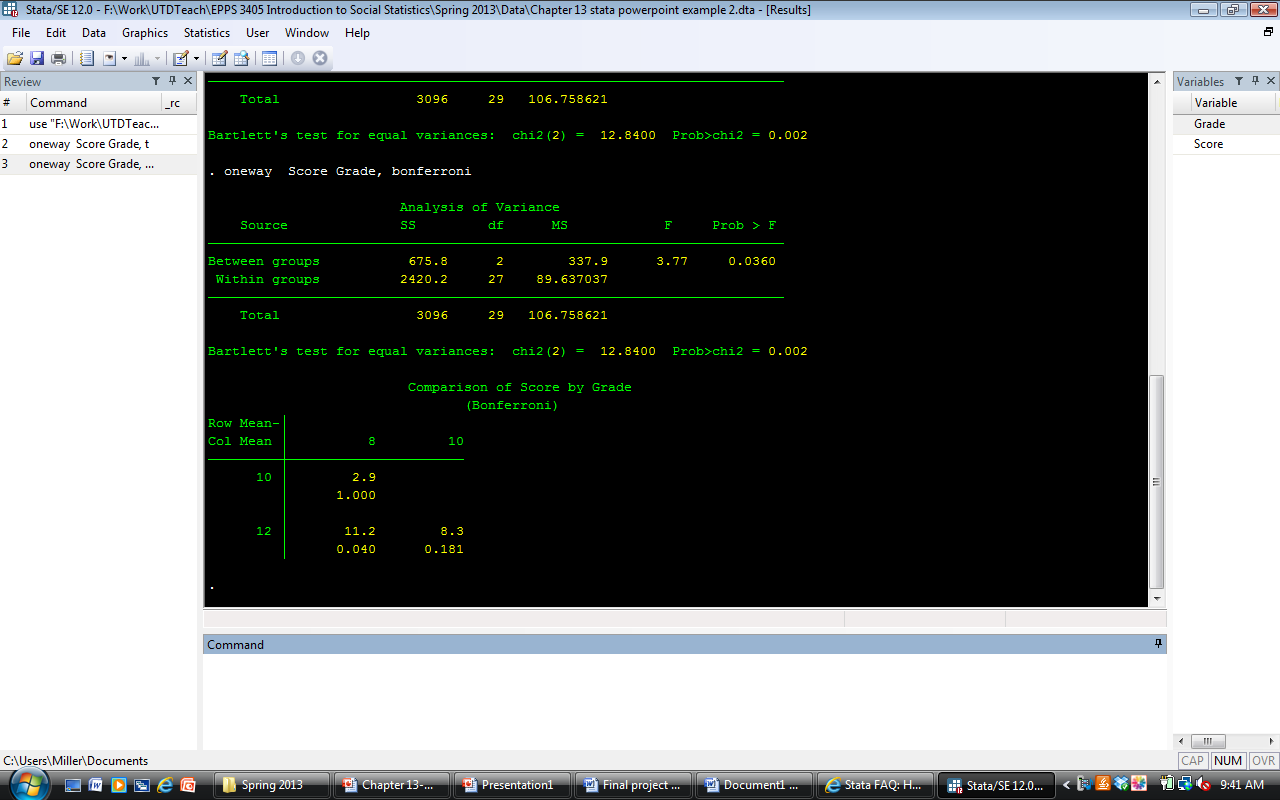 Stata/SE 12.0 - F:\Work\UTDTeach\EPPS 3405 Introduction to Social Statistics\Spring 2013\Data\Chapter 13 stata powerpoint example 2.dta - [Results]
File Edit Data Graphics Statistics User Window Help
Review
# Command _rc
1 use "F:\Work\UTDTeac...
2 oneway Score Grade, t
3 oneway Score Grade, ...
Total 3096 29 106.758621
Bartlett's test for equal variances: chi2(2) = 12.8400 Prob>chi2 = 0.002
. oneway Score Grade, bonferroni
Analysis of Variance
Source SS df MS F Prob > F
Between groups 675.8 2 337.9 3.77 0.0360
Within groups 2420.2 27 89.637037
Total 3096 29 106.758621
Bartlett's test for equal variances: chi2(2) = 12.8400 Prob>chi2 = 0.002
Comparison of Score by Grade
(Bonferroni)
Row Mean-
Col Mean 8 10
10 2.9
1.000
12 11.2 8.3
0.040 0.181
.
Variables
Variable
Grade
Score
Command
C:\Users\Miller\Documents
CAP NUM OVR
Spring 2013 Chapter 13-... Presentation1 Final project ... Document1 ... Stata FAQ: H... Stata/SE 12.0... 9:41 AM